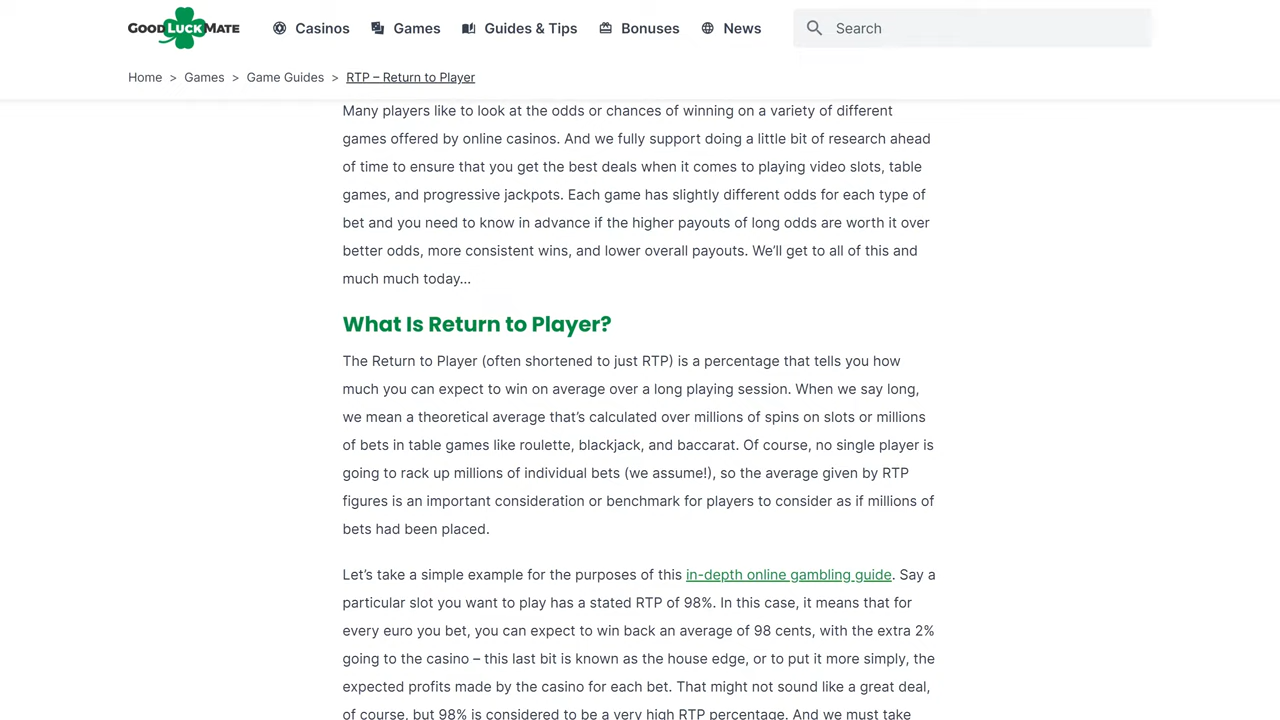 GOODLUCKMATE Casinos Games Guides & Tips Bonuses News Search
Home > Games > Game Guides > RTP – Return to Player
Many players like to look at the odds or chances of winning on a variety of different
games offered by online casinos. And we fully support doing a little bit of research ahead
of time to ensure that you get the best deals when it comes to playing video slots, table
games, and progressive jackpots. Each game has slightly different odds for each type of
bet and you need to know in advance if the higher payouts of long odds are worth it over
better odds, more consistent wins, and lower overall payouts. We'll get to all of this and
much much today...
What Is Return to Player?
The Return to Player (often shortened to just RTP) is a percentage that tells you how
much you can expect to win on average over a long playing session. When we say long,
we mean a theoretical average that's calculated over millions of spins on slots or millions
of bets in table games like roulette, blackjack, and baccarat. Of course, no single player is
going to rack up millions of individual bets (we assume!), so the average given by RTP
figures is an important consideration or benchmark for players to consider as if millions of
bets had been placed.
Let's take a simple example for the purposes of this in-depth online gambling guide. Say a
particular slot you want to play has a stated RTP of 98%. In this case, it means that for
every euro you bet, you can expect to win back an average of 98 cents, with the extra 2%
going to the casino – this last bit is known as the house edge, or to put it more simply, the
expected profits made by the casino for each bet. That might not sound like a great deal,
of course, but 98% is considered to be a very high RTP percentage. And we must take